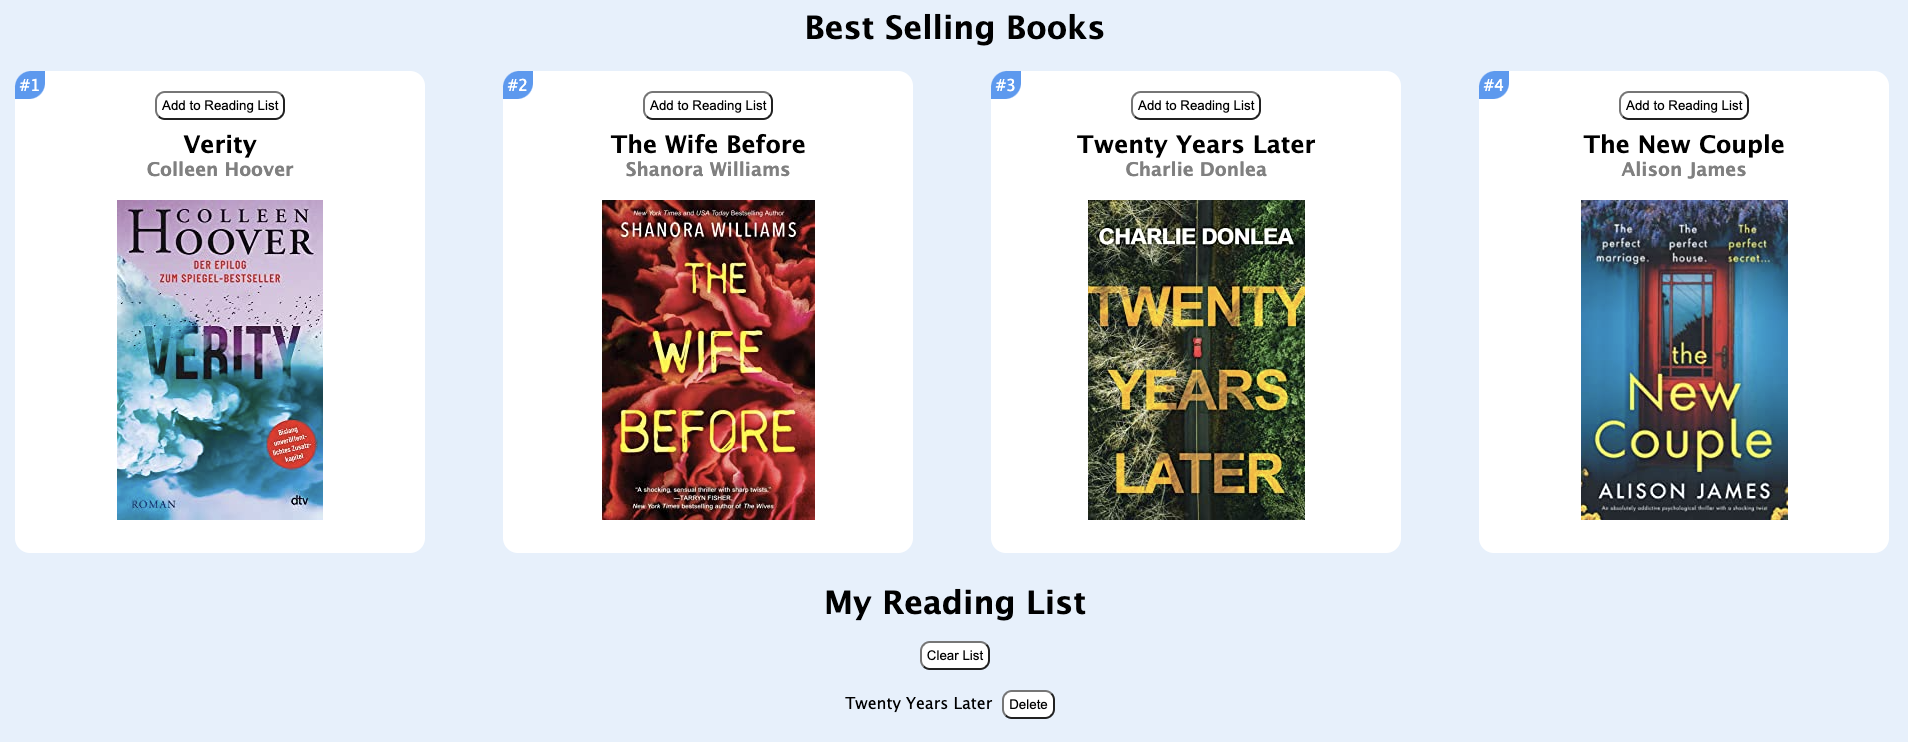 Best Selling Books
#1
Add to Reading List
Verity
Colleen Hoover
COLLEEN
HOOVER
DER EPILOG
ZUM SPIEGEL-BESTSELLER
VERITY
Bislang
unveröffent-
lichtes Zusatz-
kapitel
ROMAN
dtv
#2
Add to Reading List
The Wife Before
Shanora Williams
New York Times and USA Today Bestselling Author
SHANORA WILLIAMS
THE
WIFE
BEFORE
"A shocking, sensual thriller with sharp twists."
—TARRYN FISHER,
New York Times bestselling author of The Wives
#3
Add to Reading List
Twenty Years Later
Charlie Donlea
CHARLIE DONLEA
TWENTY
YEARS
LATER
#4
Add to Reading List
The New Couple
Alison James
The perfect marriage.
The perfect house.
The perfect secret...
the
New
Couple
ALISON JAMES
An absolutely addictive psychological thriller with a shocking twist
My Reading List
Clear List
Twenty Years Later Delete